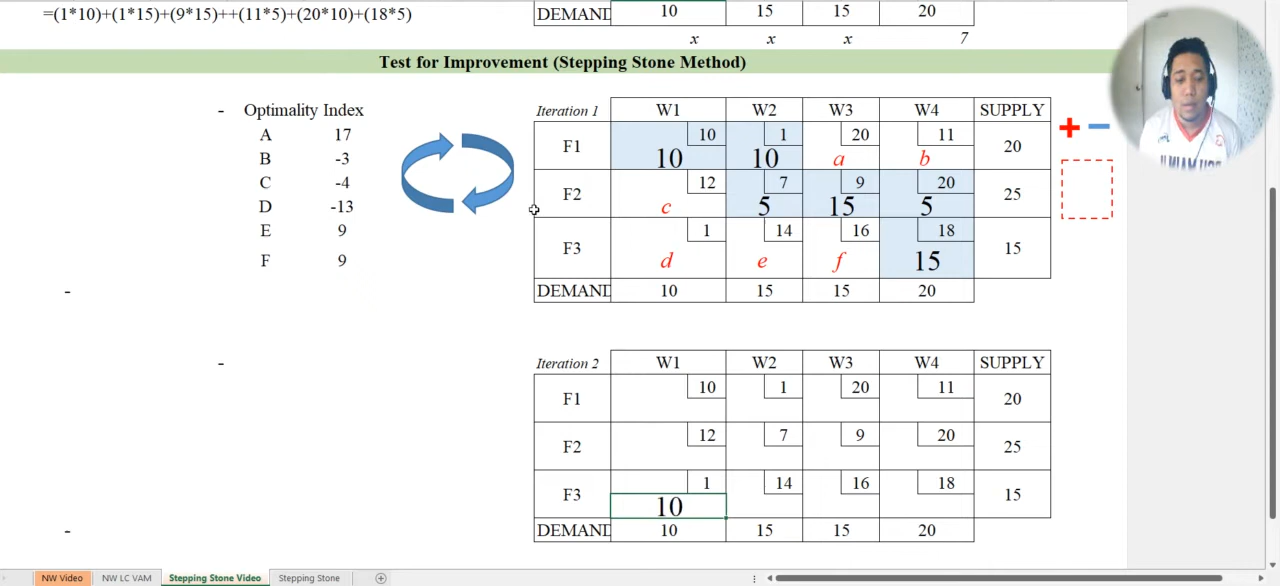 =(1*10)+(1*15)+(9*15)++(11*5)+(20*10)+(18*5)
DEMAND 10 15 15 20
x x x 7
Test for Improvement (Stepping Stone Method)
- Optimality Index
A 17
B -3
C -4
D -13
E 9
F 9
-
Iteration 1 W1 W2 W3 W4 SUPPLY
10 1 20 11
F1 10 10 a b 20
12 7 9 20
F2 c 5 15 5 25
1 14 16 18
F3 d e f 15 15
DEMAND 10 15 15 20
+ −
-
Iteration 2 W1 W2 W3 W4 SUPPLY
10 1 20 11
F1 20
12 7 9 20
F2 25
1 14 16 18
F3 10 15
DEMAND 10 15 15 20
-
NW Video NW LC VAM Stepping Stone Video Stepping Stone